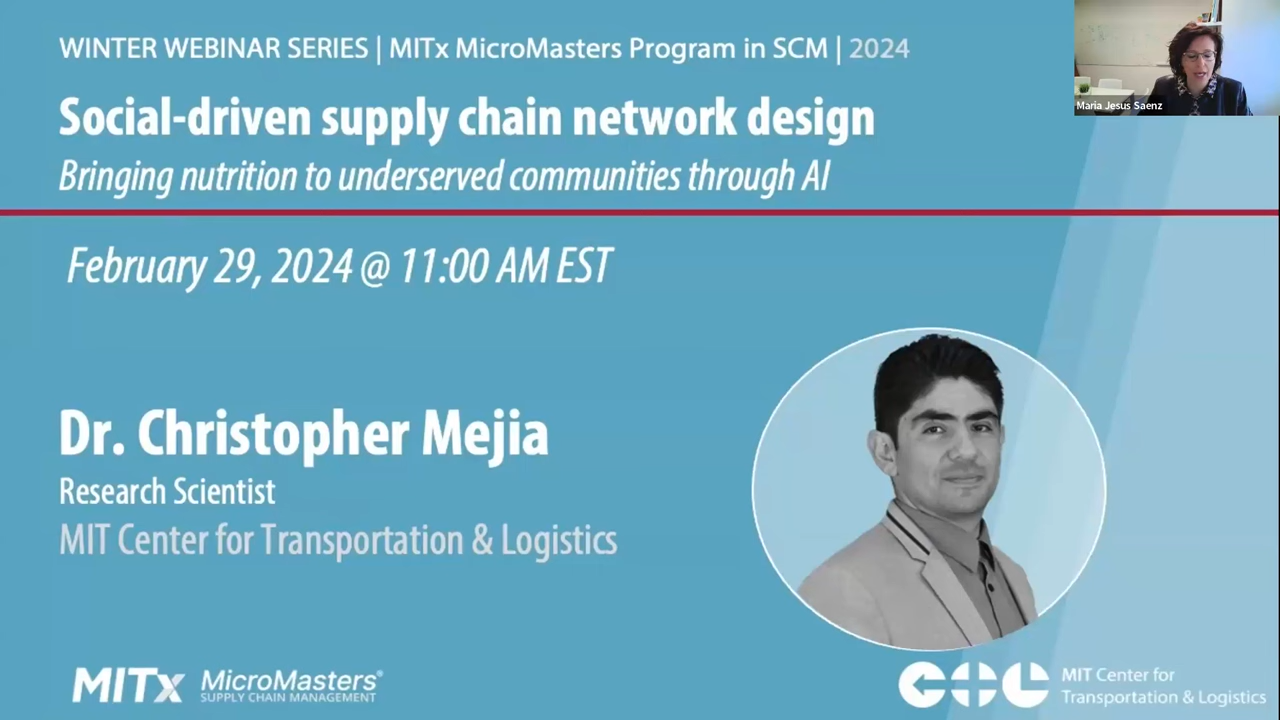 WINTER WEBINAR SERIES | MITx MicroMasters Program in SCM | 2024
Maria Jesus Saenz
Social-driven supply chain network design
Bringing nutrition to underserved communities through AI
February 29, 2024 @ 11:00 AM EST
Dr. Christopher Mejia
Research Scientist
MIT Center for Transportation & Logistics
MITx MicroMasters®
SUPPLY CHAIN MANAGEMENT
CTL MIT Center for
Transportation & Logistics